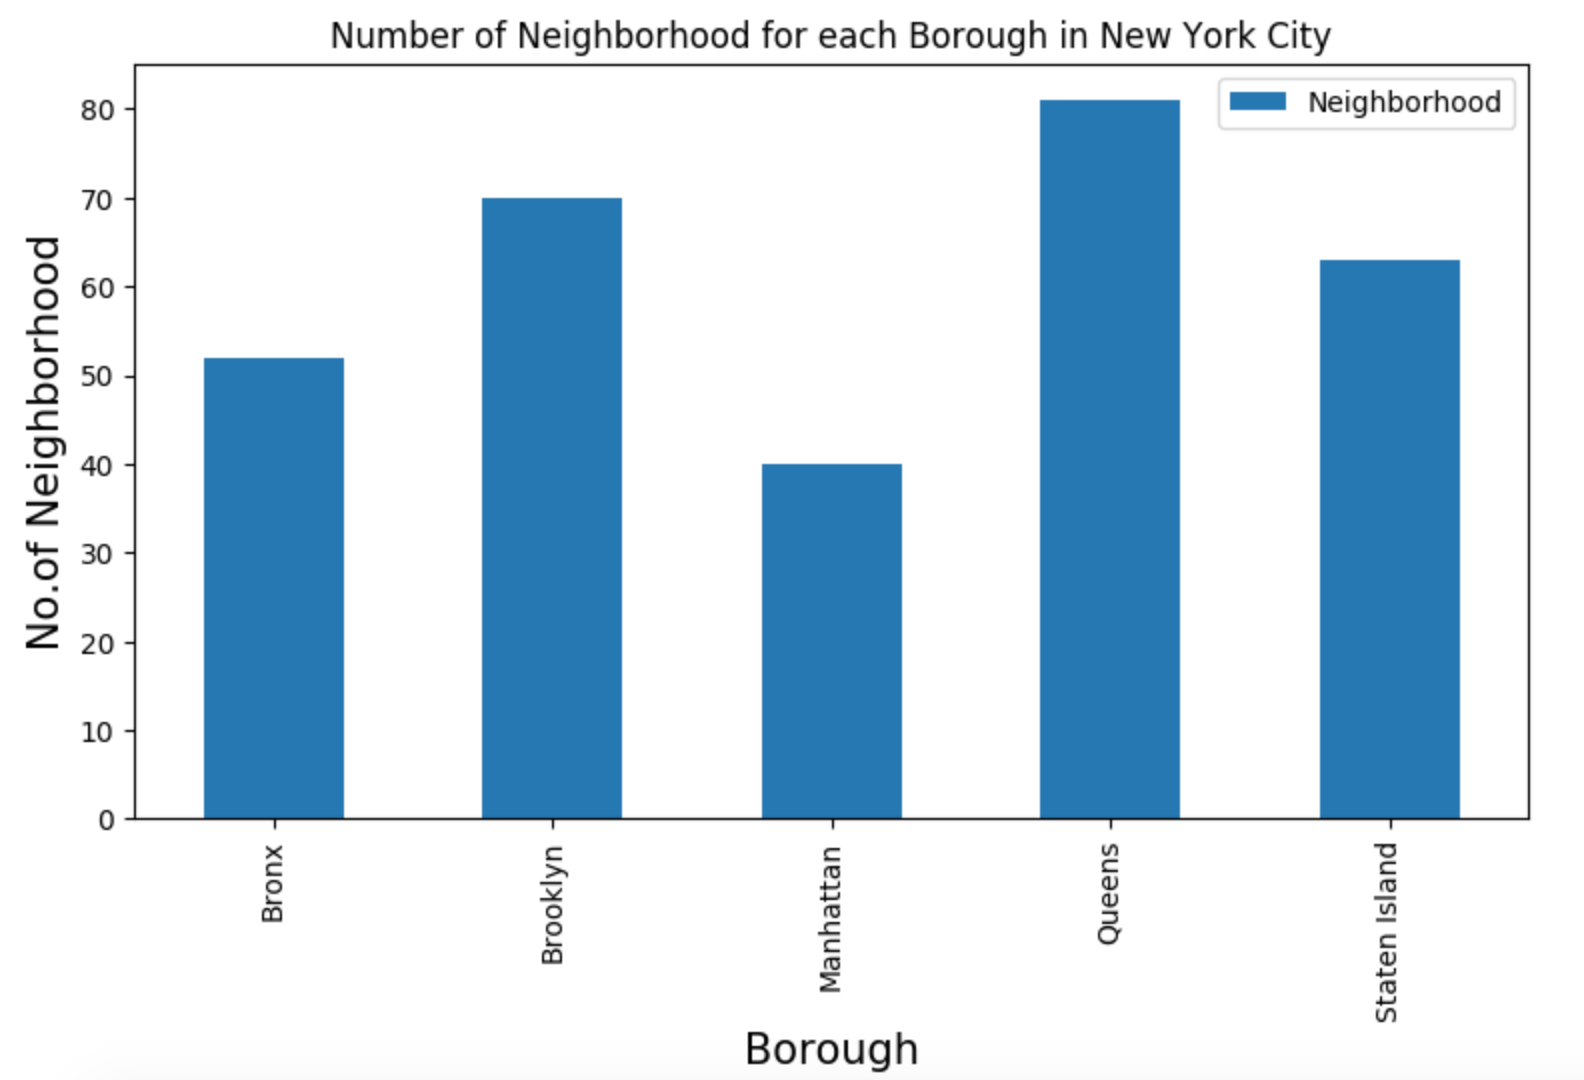 Number of Neighborhood for each Borough in New York City
Neighborhood
No.of Neighborhood
80
70
60
50
40
30
20
10
0
Bronx
Brooklyn
Manhattan
Queens
Staten Island
Borough